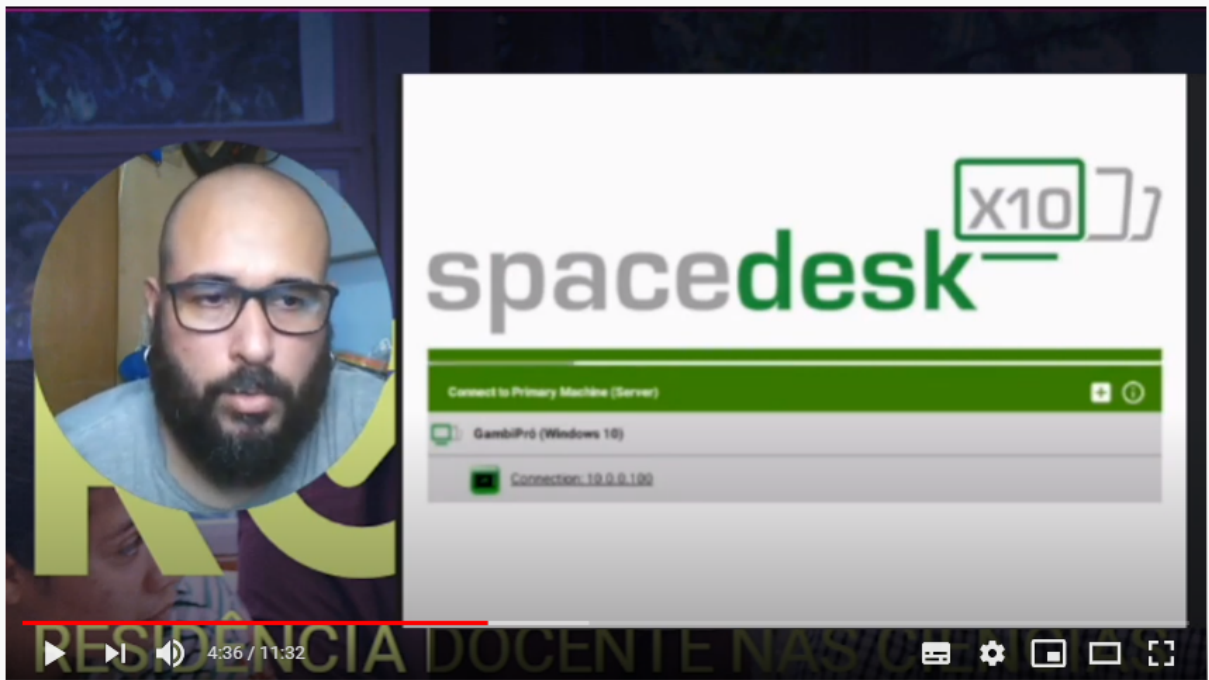 X10
spacedesk
Connect to Primary Machine (Server)
GambiPró (Windows 10)
Connection: 10.0.0.100
RESIDÊNCIA DOCENTE NAS CIÊNCIAS
4:36 / 11:32